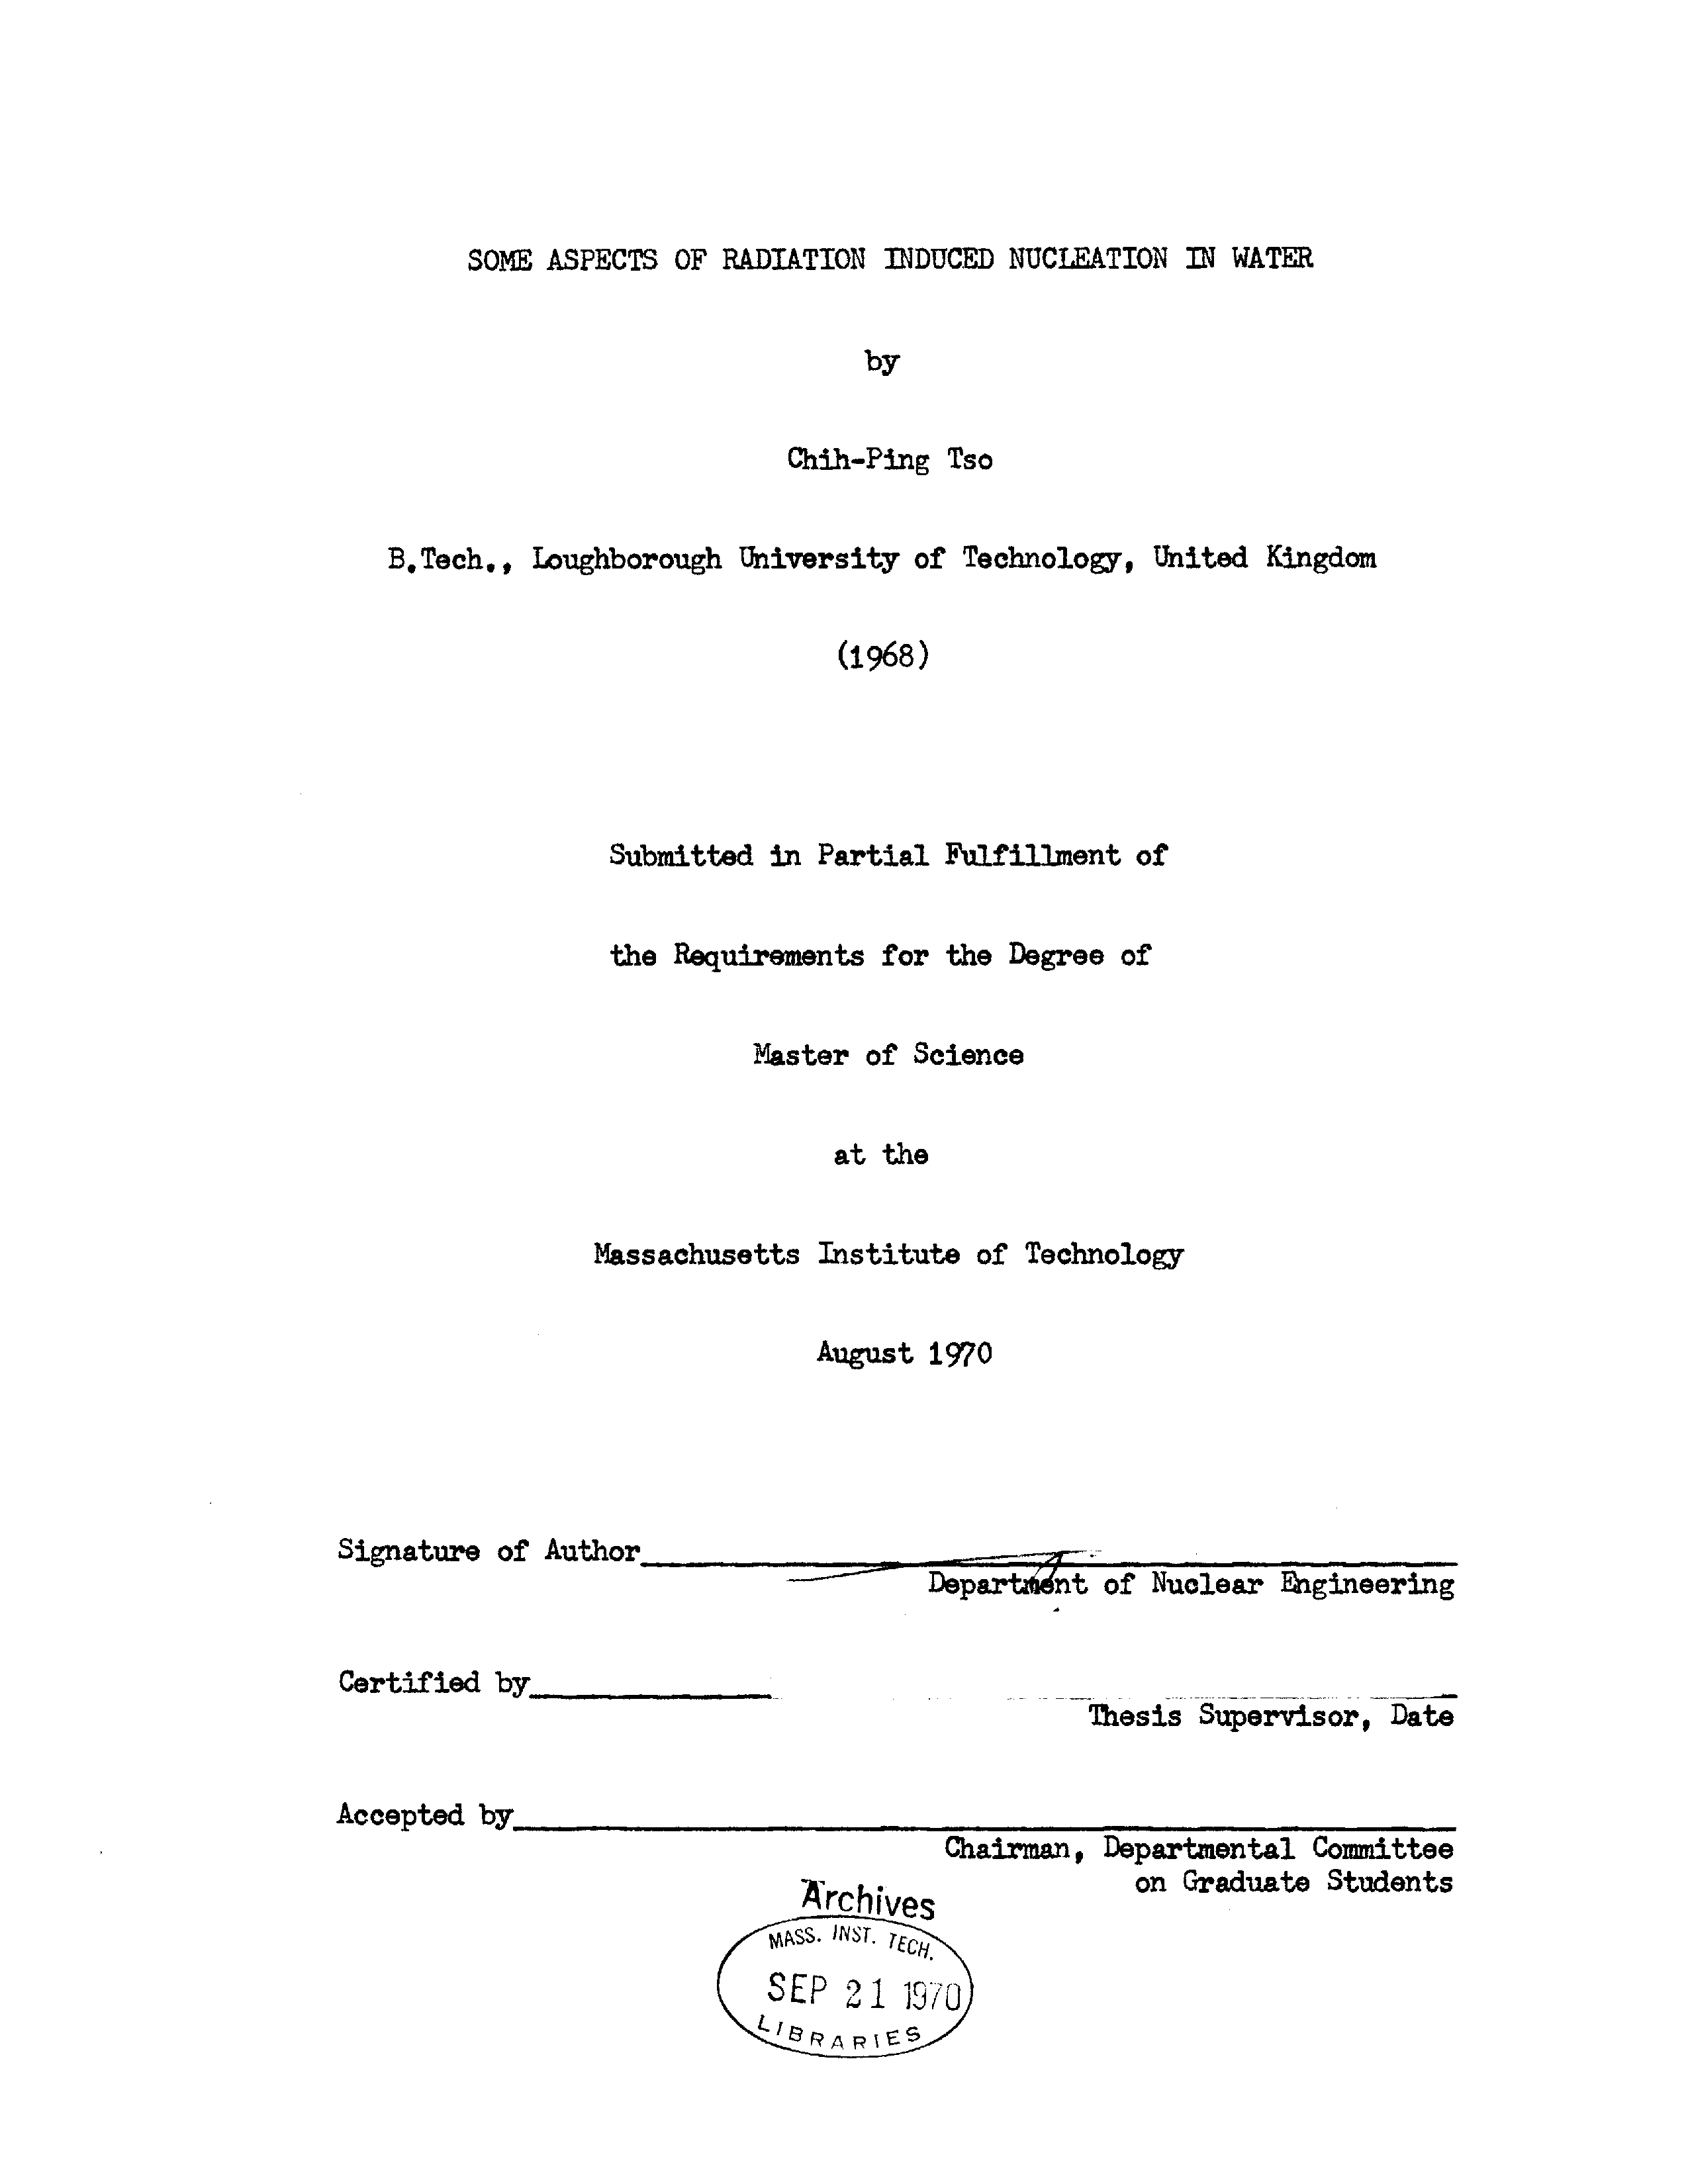 SOME ASPECTS OF RADIATION INDUCED NUCLEATION IN WATER
by
Chih-Ping Tso
B.Tech., Loughborough University of Technology, United Kingdom
(1968)
Submitted in Partial Fulfillment of
the Requirements for the Degree of
Master of Science
at the
Massachusetts Institute of Technology
August 1970
Signature of Author
Department of Nuclear Engineering
Certified by
Thesis Supervisor, Date
Accepted by
Chairman, Departmental Committee
on Graduate Students
Archives
MASS. INST. TECH.
SEP 21 1970
LIBRARIES